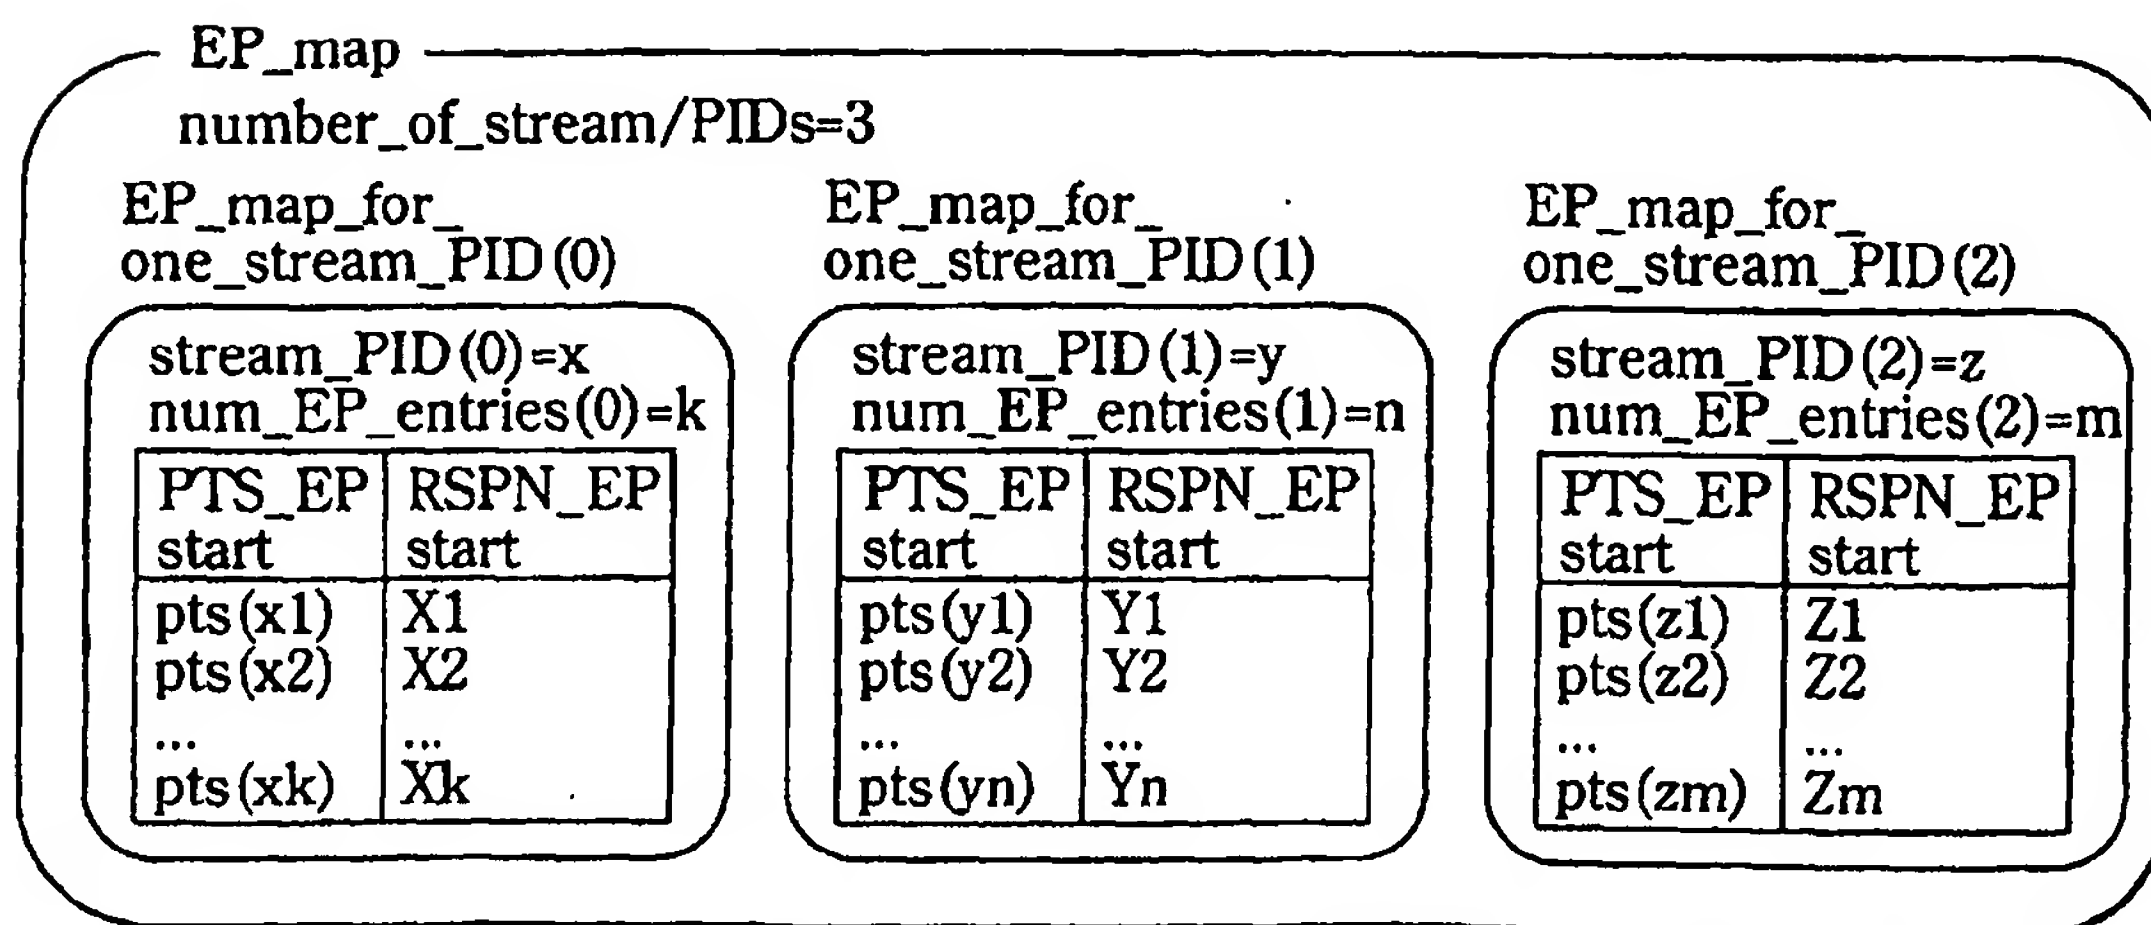 EP_map
number_of_stream/PIDs=3
EP_map_for_
one_stream_PID(0)
stream_PID(0)=x
num_EP_entries(0)=k
PTS_EP RSPN_EP
start start
pts(x1) X1
pts(x2) X2
... ...
pts(xk) Xk
EP_map_for_
one_stream_PID(1)
stream_PID(1)=y
num_EP_entries(1)=n
PTS_EP RSPN_EP
start start
pts(y1) Y1
pts(y2) Y2
... ...
pts(yn) Yn
EP_map_for_
one_stream_PID(2)
stream_PID(2)=z
num_EP_entries(2)=m
PTS_EP RSPN_EP
start start
pts(z1) Z1
pts(z2) Z2
... ...
pts(zm) Zm